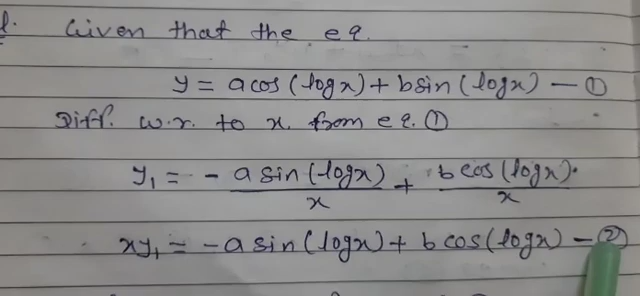 Given that the eq.
y = a cos (log x) + b sin (log x) — ①
Diff. w.r. to x. from eq. ①
y₁ = - a sin (log x) / x + b cos (log x) / x
xy₁ = -a sin (log x) + b cos (log x) — ②